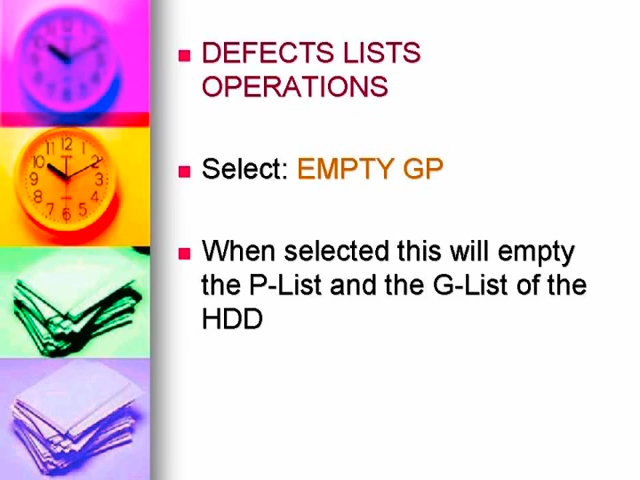 DEFECTS LISTS
OPERATIONS
Select: EMPTY GP
When selected this will empty
the P-List and the G-List of the
HDD